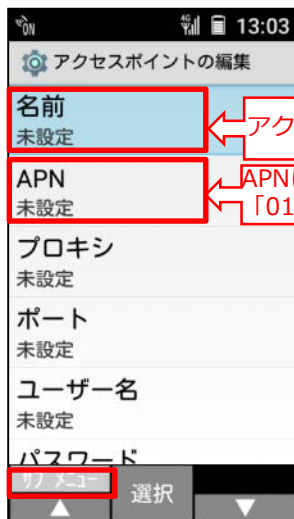 ON 4G 13:03
アクセスポイントの編集
名前
未設定
アク
APN
未設定
APN
「01
プロキシ
未設定
ポート
未設定
ユーザー名
未設定
パスワード
サブ メニュー
選択